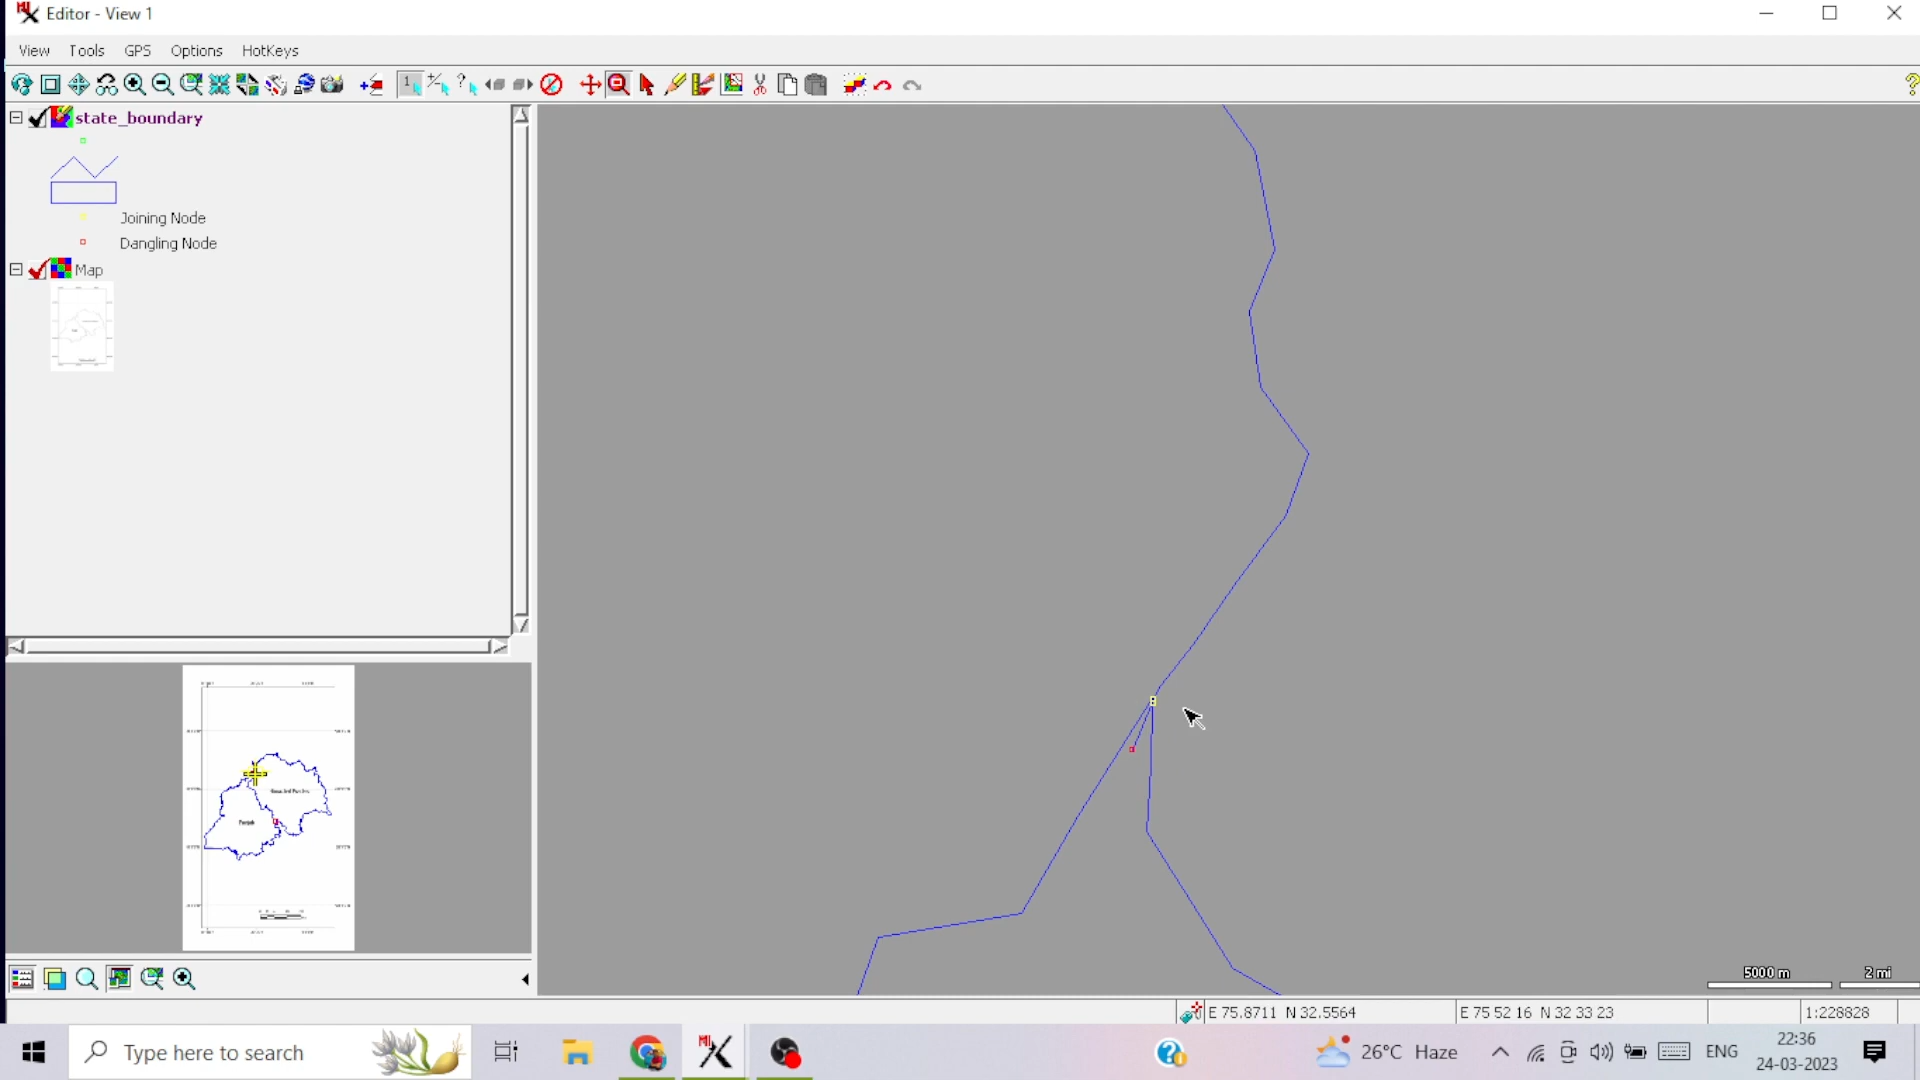 Editor - View 1
View Tools GPS Options HotKeys
state_boundary
Joining Node
Dangling Node
Map
Punjab
5000 m 2 mi
E 75.8711 N 32.5564 E 75 52 16 N 32 33 23 1:228828
Type here to search
26°C Haze
ENG
22:36
24-03-2023